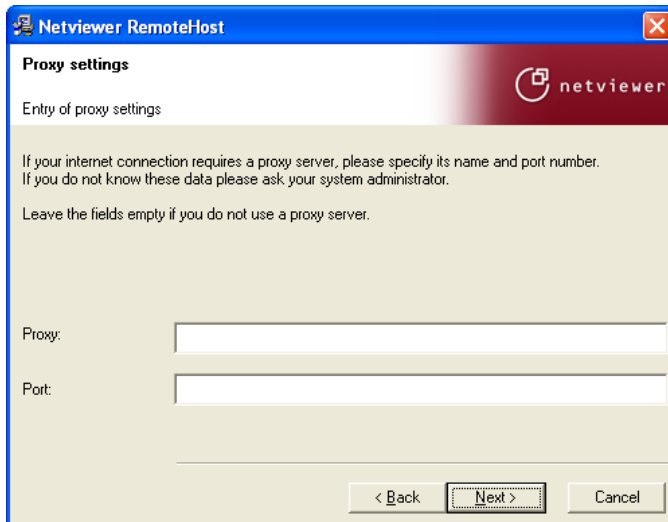 Netviewer RemoteHost
Proxy settings
netviewer
Entry of proxy settings
If your internet connection requires a proxy server, please specify its name and port number.
If you do not know these data please ask your system administrator.
Leave the fields empty if you do not use a proxy server.
Proxy:
Port:
< Back
Next >
Cancel